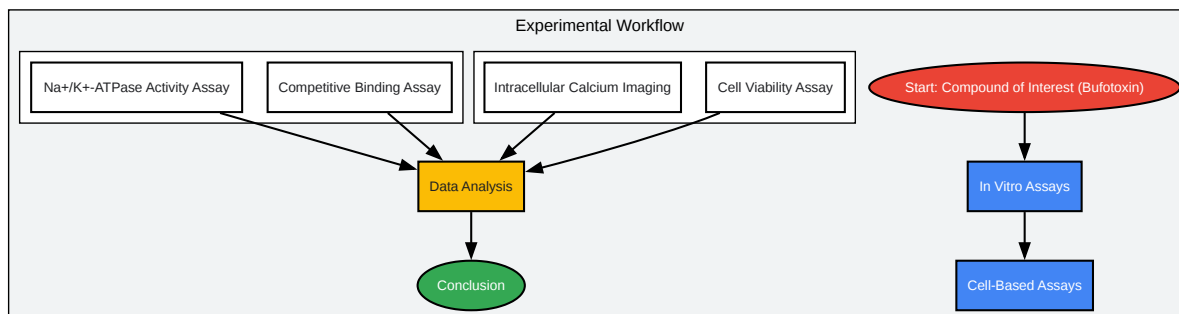 Experimental Workflow
Na+/K+-ATPase Activity Assay
Competitive Binding Assay
Intracellular Calcium Imaging
Cell Viability Assay
Start: Compound of Interest (Bufotoxin)
Data Analysis
In Vitro Assays
Conclusion
Cell-Based Assays